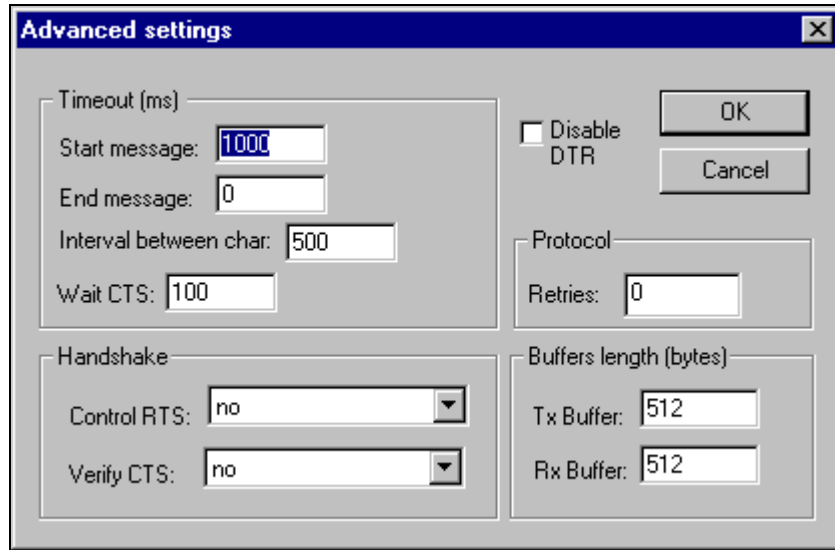 Advanced settings
Timeout (ms)
Start message: 1000
End message: 0
Interval between char: 500
Wait CTS: 100
Disable
DTR
OK
Cancel
Protocol
Retries: 0
Handshake
Control RTS: no
Verify CTS: no
Buffers length (bytes)
Tx Buffer: 512
Rx Buffer: 512